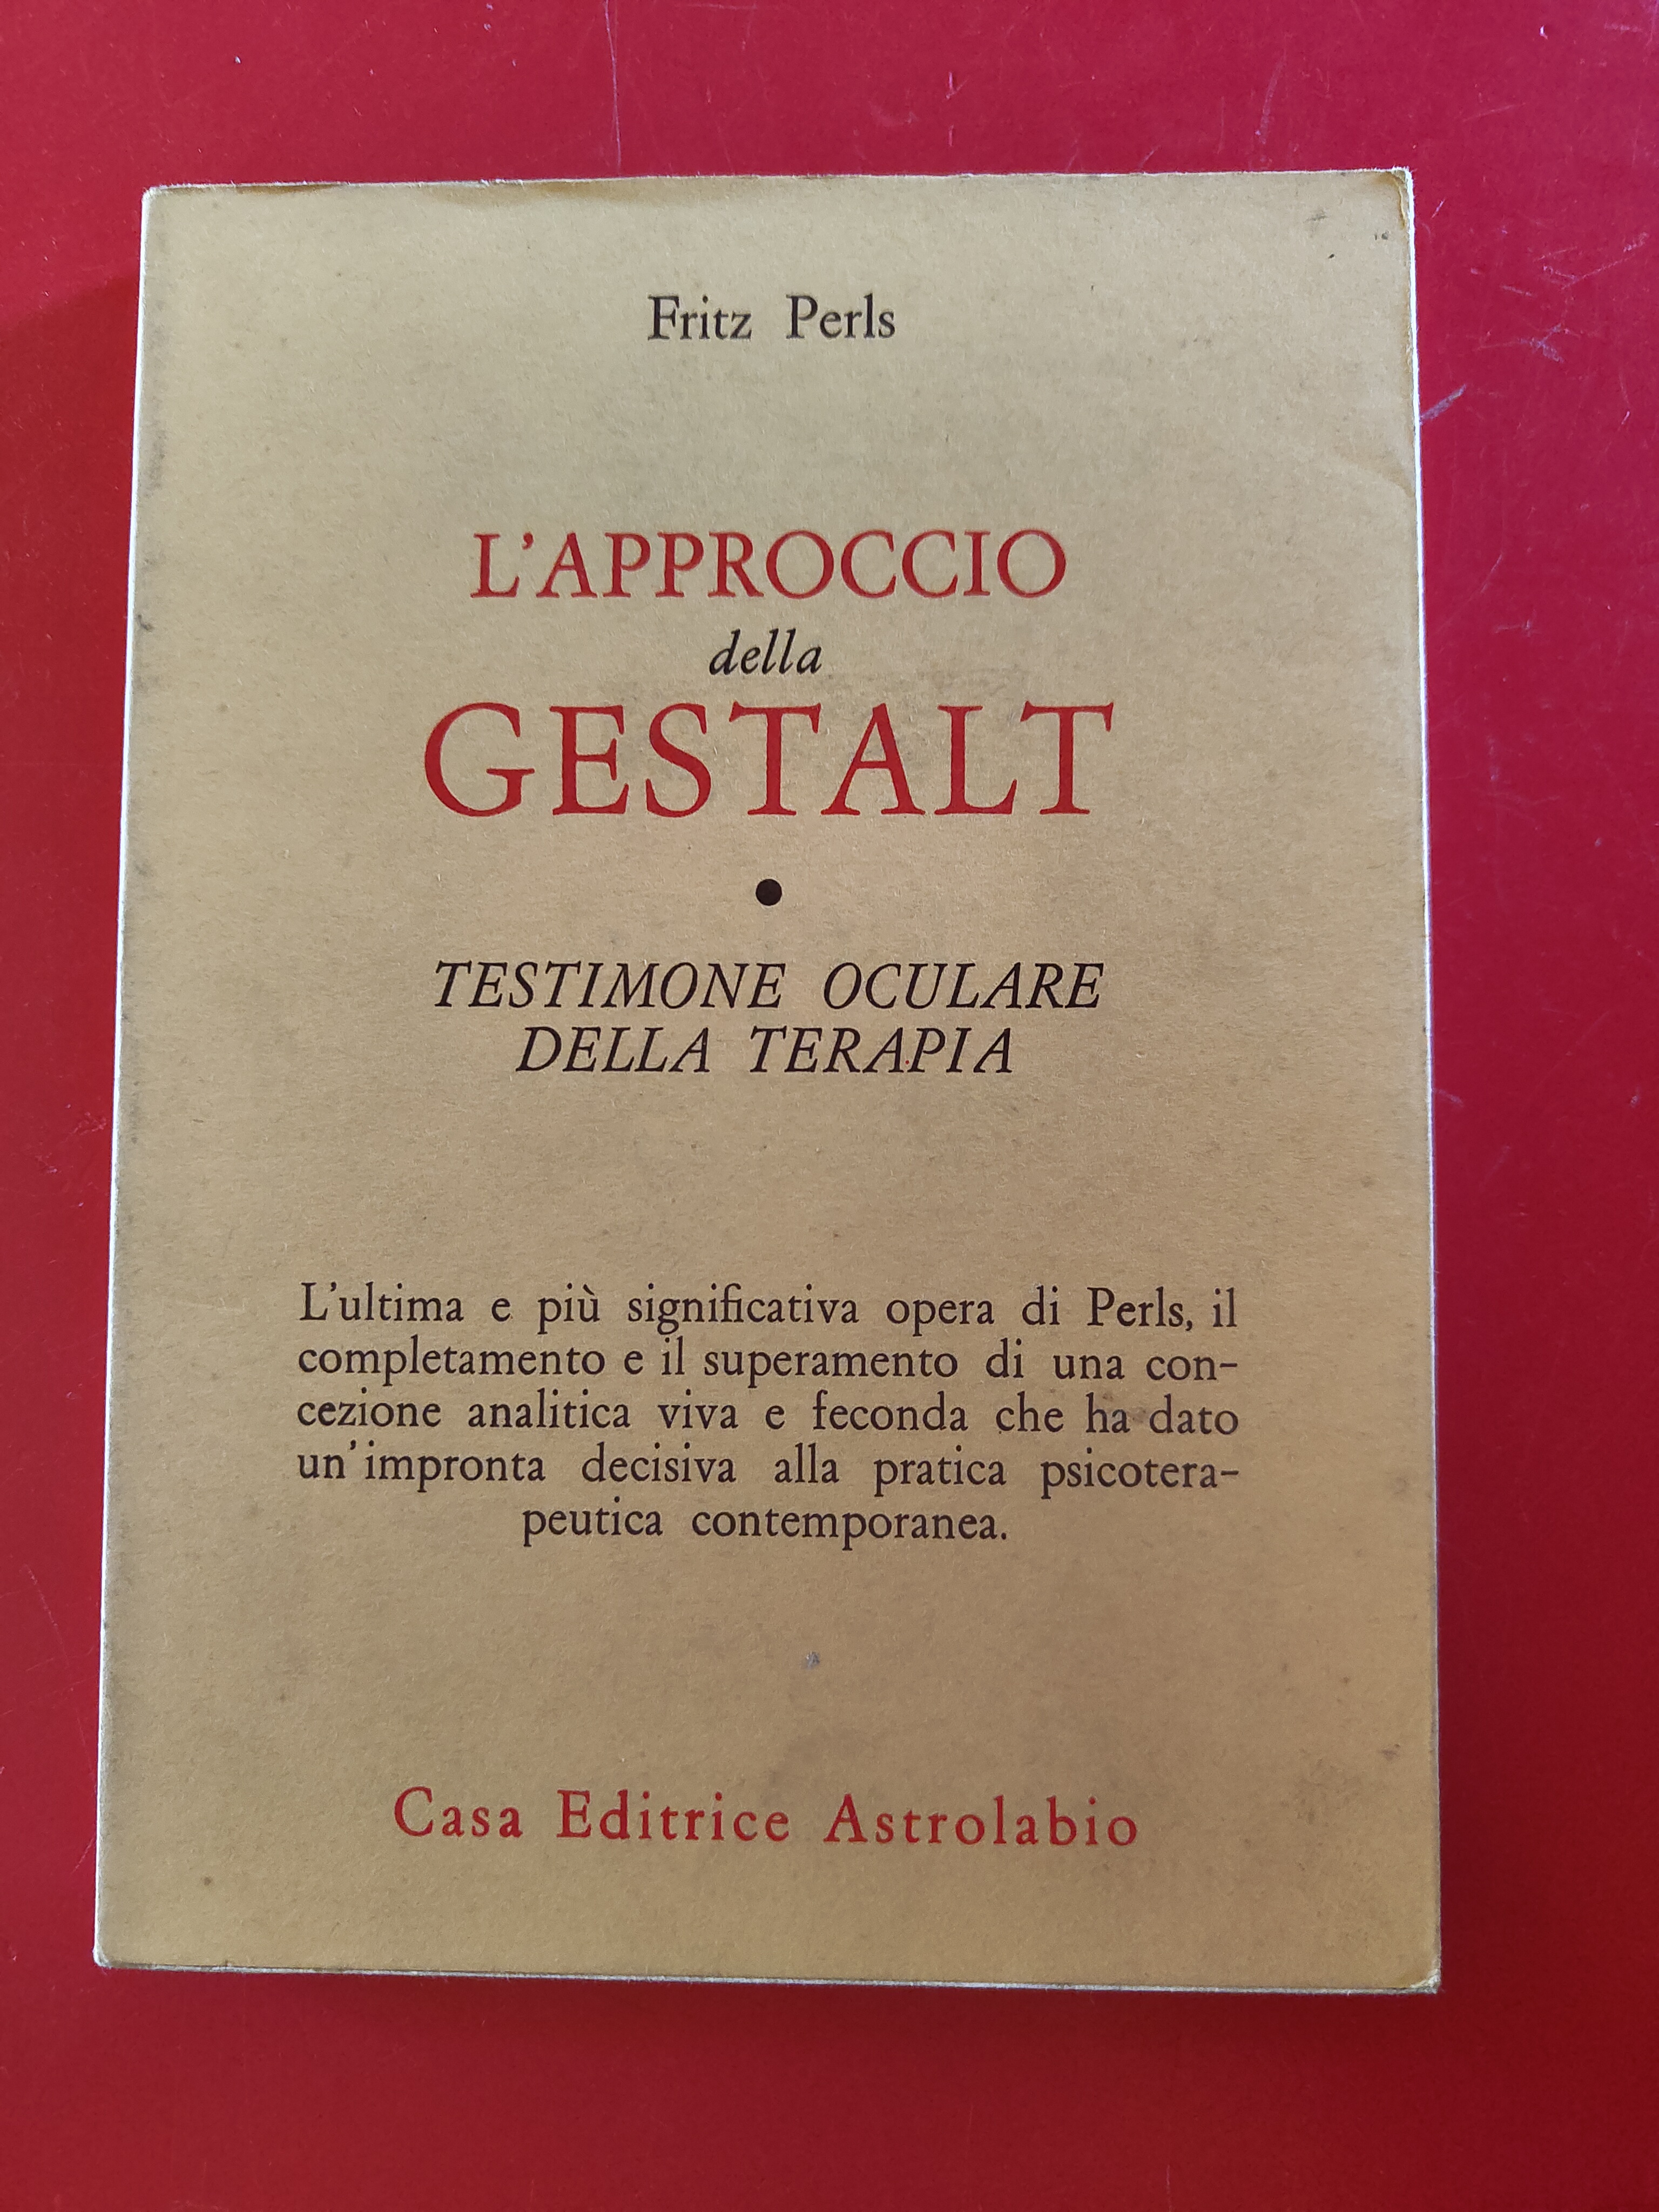 Fritz Perls
L'APPROCCIO
della
GESTALT
•
TESTIMONE OCULARE
DELLA TERAPIA
L'ultima e più significativa opera di Perls, il
completamento e il superamento di una con-
cezione analitica viva e feconda che ha dato
un'impronta decisiva alla pratica psicotera-
peutica contemporanea.
Casa Editrice Astrolabio